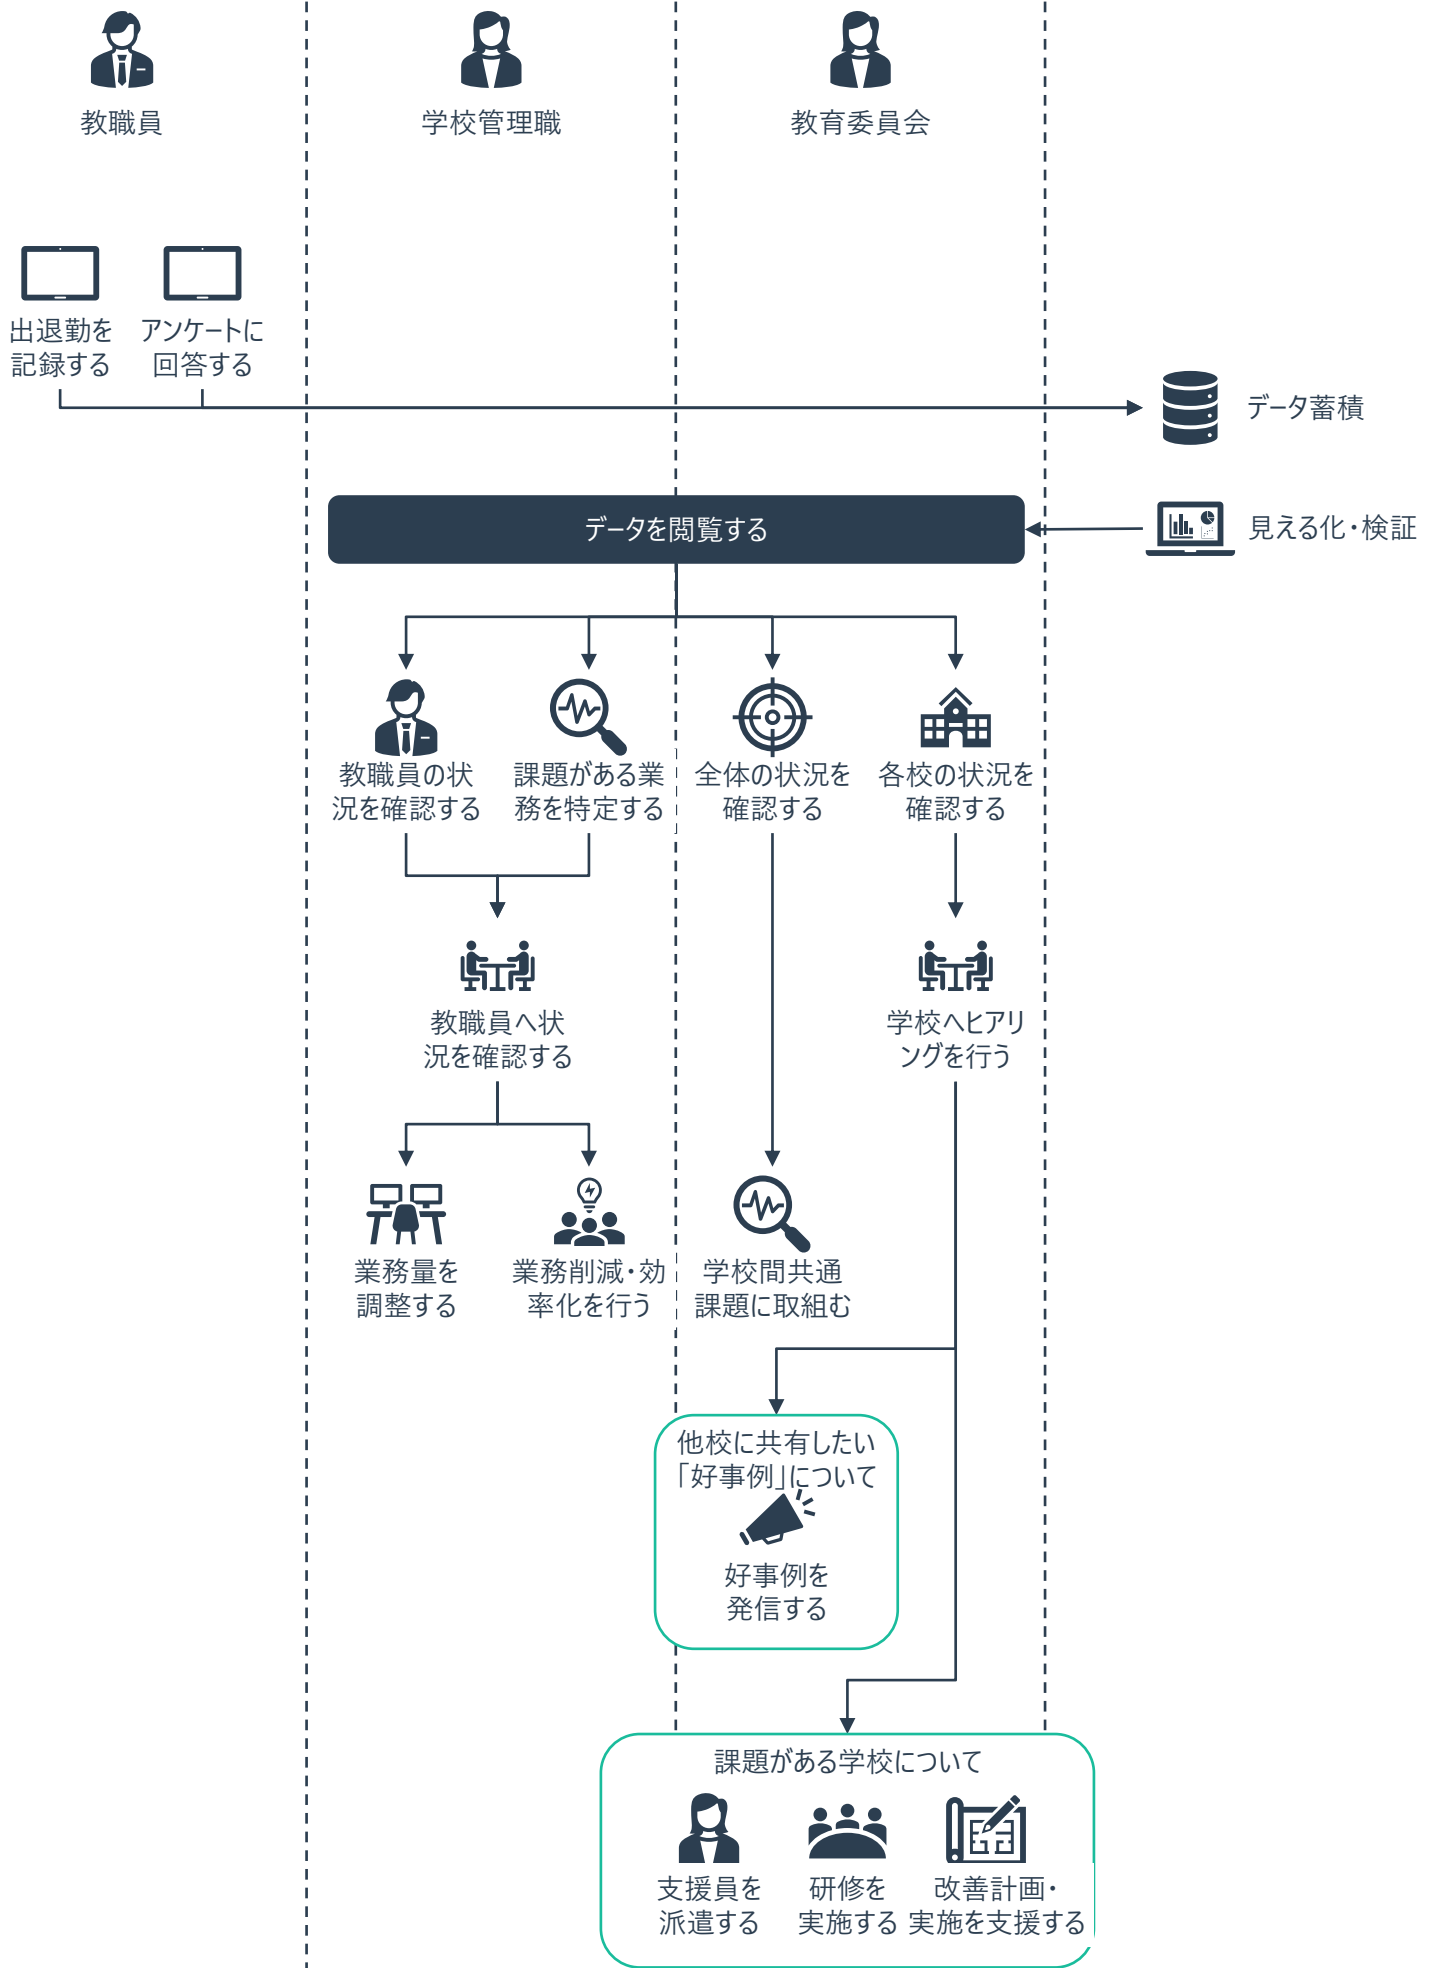 教職員
学校管理職
教育委員会
出退勤を
記録する
アンケートに
回答する
データ蓄積
データを閲覧する
見える化・検証
教職員の状
況を確認する
課題がある業
務を特定する
全体の状況を
確認する
各校の状況を
確認する
教職員へ状
況を確認する
学校へヒアリ
ングを行う
業務量を
調整する
業務削減・効
率化を行う
学校間共通
課題に取組む
他校に共有したい
「好事例」について
好事例を
発信する
課題がある学校について
支援員を
派遣する
研修を
実施する
改善計画・
実施を支援する